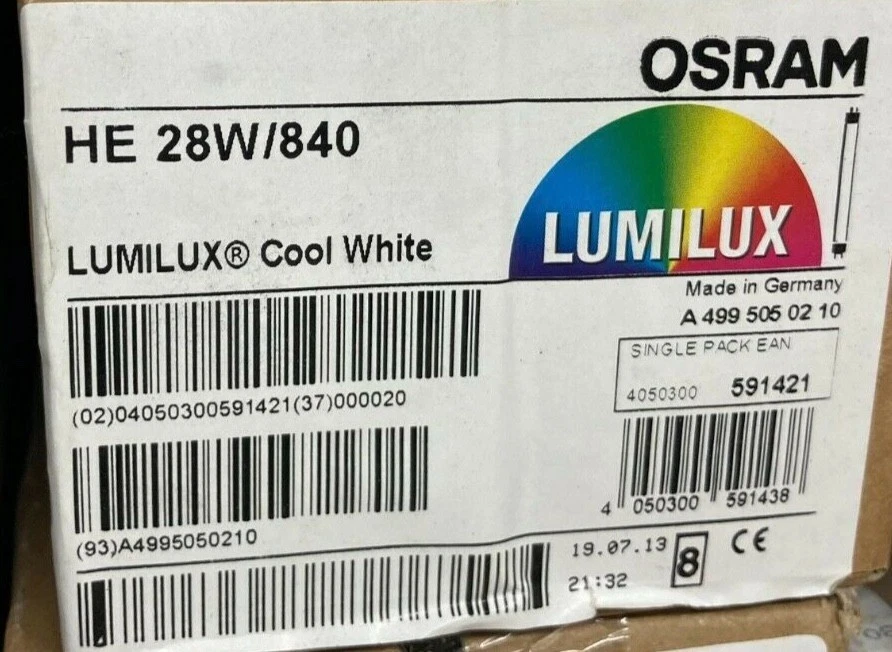 OSRAM
HE 28W/840
LUMILUX
LUMILUX® Cool White
Made in Germany
A 499 505 02 10
SINGLE PACK EAN
4050300 591421
(02)04050300591421(37)000020
4 050300 591438
(93)A4995050210
19.07.13
21:32
8
CE